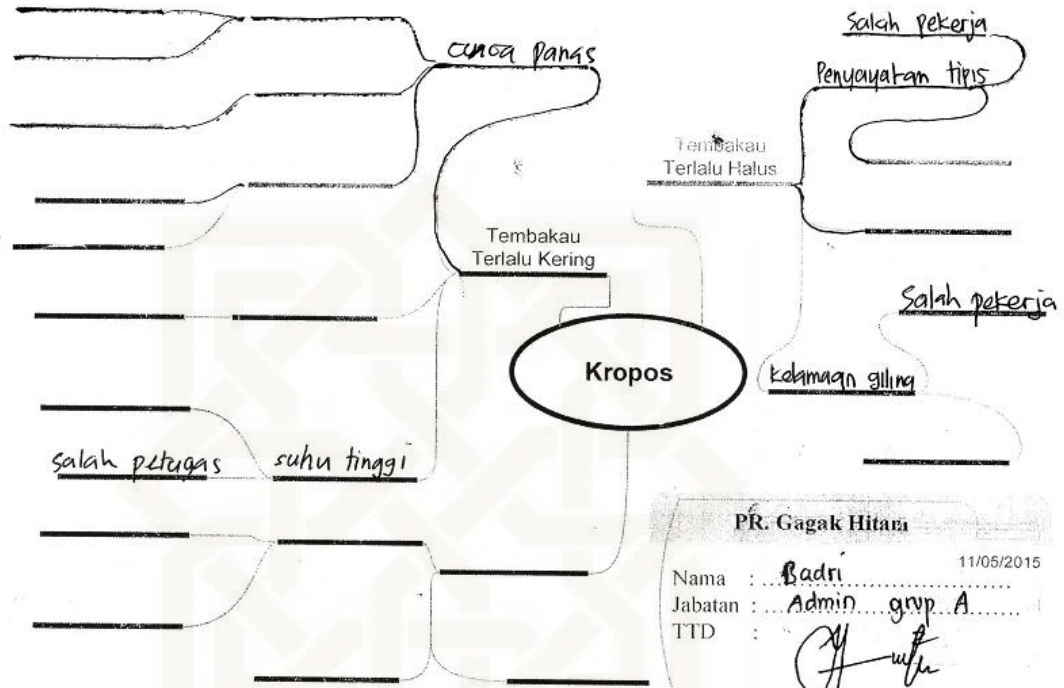 cuaca panas
Salah pekerja
Penyayatan tipis
Tembakau
Terlalu Halus
Tembakau
Terlalu Kering
Salah pekerja
Kropos
Kelamaan giling
salah petugas
suhu tinggi
PR. Gagak Hitam
11/05/2015
Nama : Badri
Jabatan : Admin grup A
TTD :